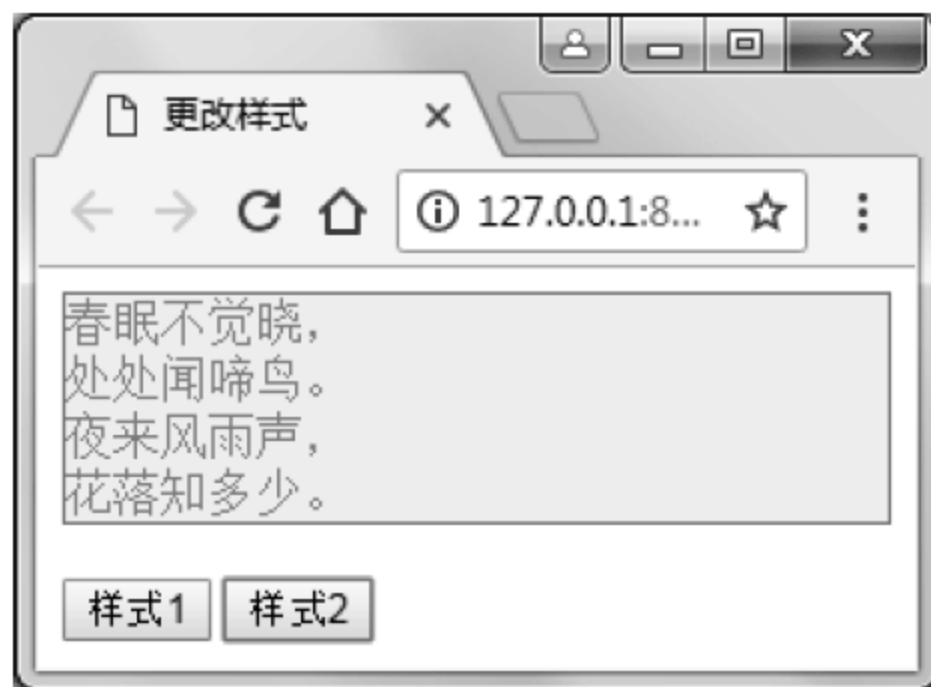 更改样式
127.0.0.1:8...
春眠不觉晓，
处处闻啼鸟。
夜来风雨声，
花落知多少。
样式1 样式2